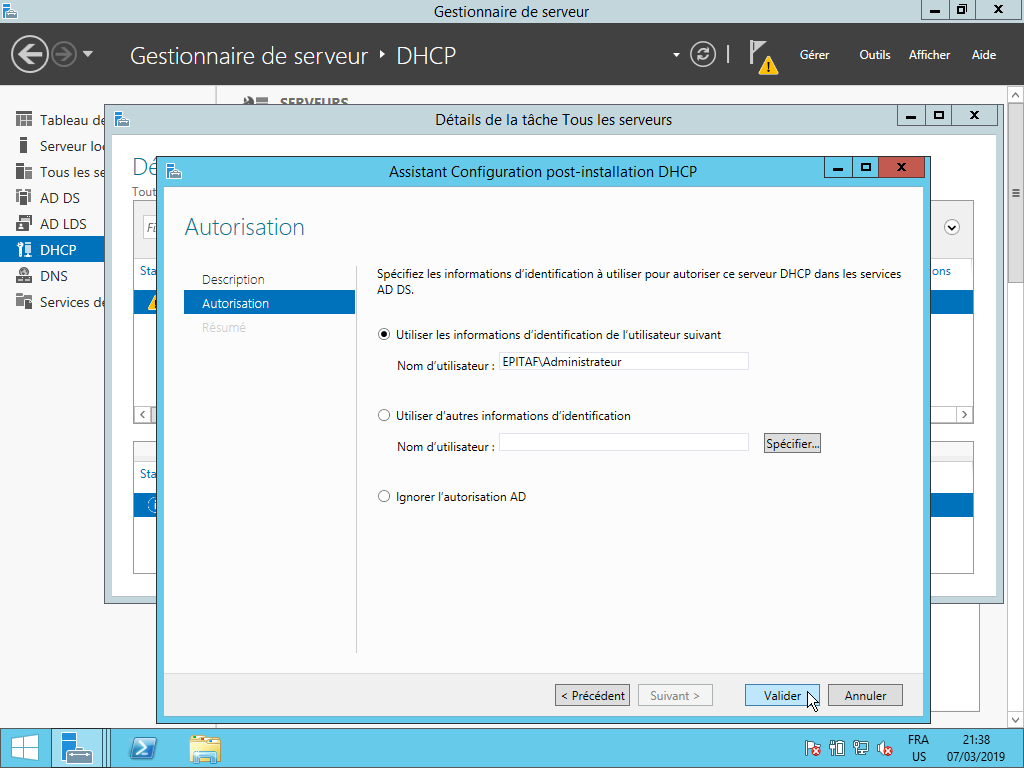 Gestionnaire de serveur
Gestionnaire de serveur
DHCP
Gérer
Outils
Afficher
Aide
SERVEURS
Tableau de
Serveur loc
Tous les se
AD DS
AD LDS
DHCP
DNS
Services de
Détails de la tâche Tous les serveurs
Dé
Tout
Fi
Sta
ons
Sta
Assistant Configuration post-installation DHCP
Autorisation
Description
Autorisation
Résumé
Spécifiez les informations d'identification à utiliser pour autoriser ce serveur DHCP dans les services
AD DS.
Utiliser les informations d'identification de l'utilisateur suivant
Nom d'utilisateur : EPITAF\Administrateur
Utiliser d'autres informations d'identification
Nom d'utilisateur :
Spécifier...
Ignorer l'autorisation AD
< Précédent
Suivant >
Valider
Annuler
FRA
US
21:38
07/03/2019